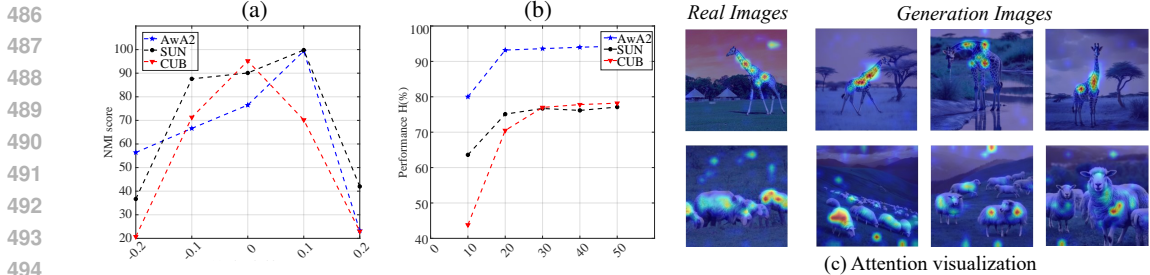 486
487
488
489
490
491
492
493
494
(a)
NMI score
100
90
80
70
60
50
40
30
20
AwA2
SUN
CUB
-0.2
-0.1
0
0.1
0.2
(b)
Performance H(%)
100
90
80
70
60
50
40
AwA2
SUN
CUB
0
10
20
30
40
50
Real Images
Generation Images
(c) Attention visualization